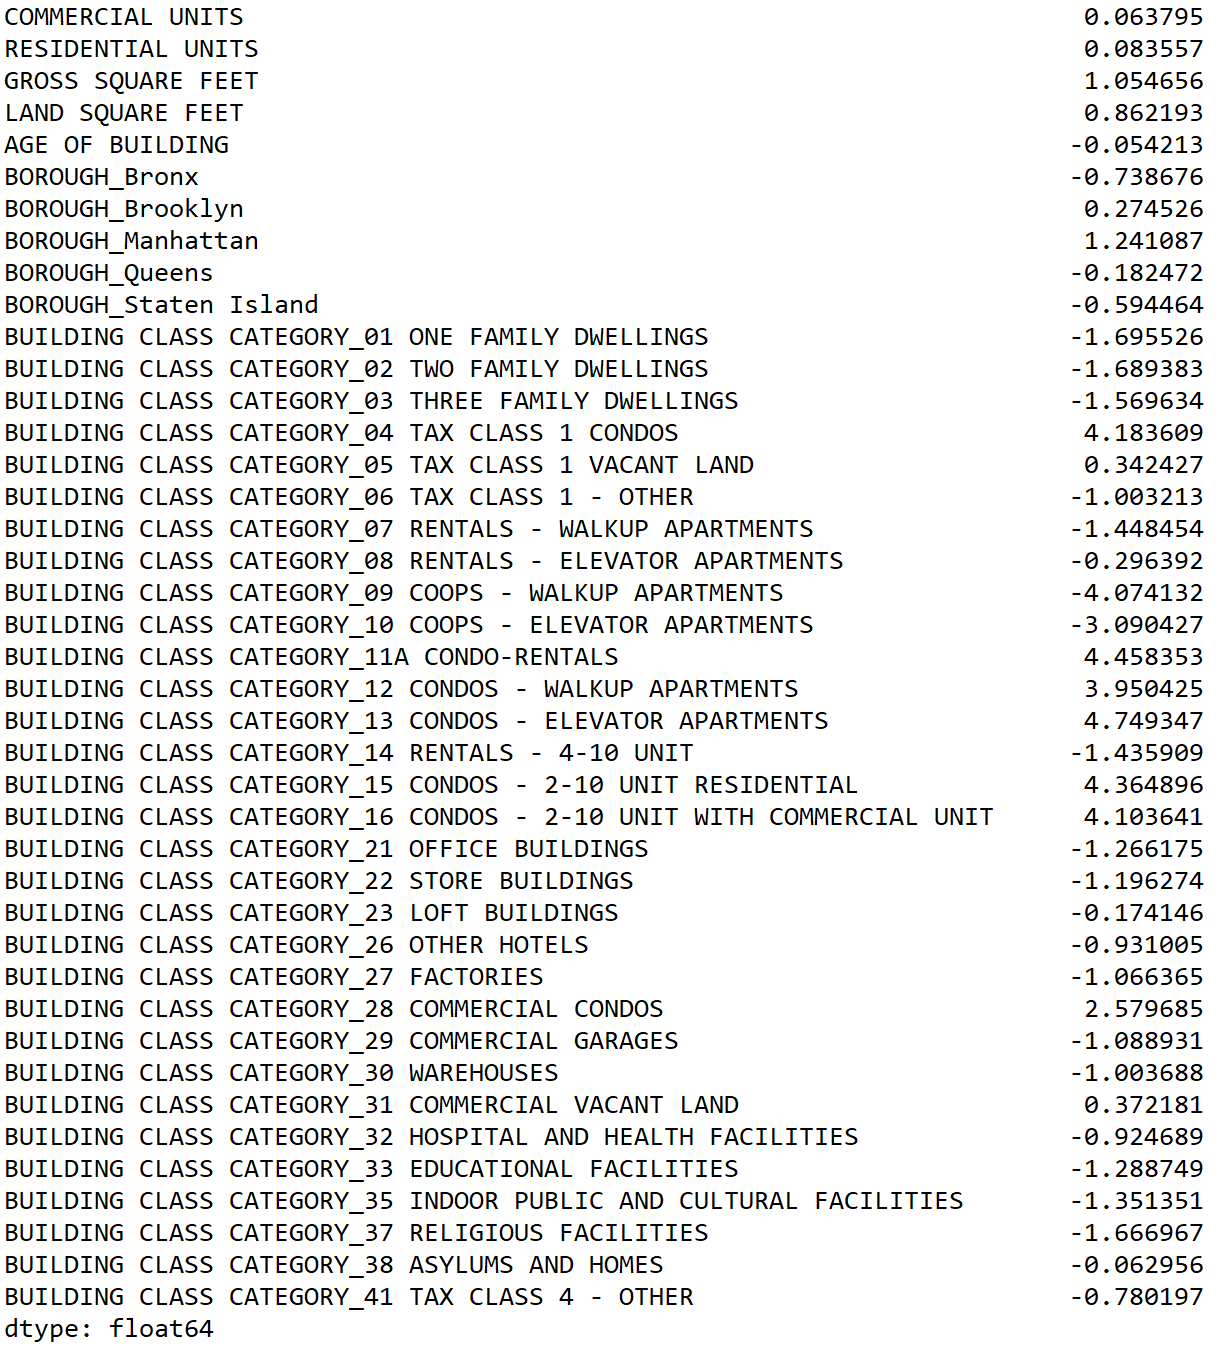 COMMERCIAL UNITS 0.063795
RESIDENTIAL UNITS 0.083557
GROSS SQUARE FEET 1.054656
LAND SQUARE FEET 0.862193
AGE OF BUILDING -0.054213
BOROUGH_Bronx -0.738676
BOROUGH_Brooklyn 0.274526
BOROUGH_Manhattan 1.241087
BOROUGH_Queens -0.182472
BOROUGH_Staten Island -0.594464
BUILDING CLASS CATEGORY_01 ONE FAMILY DWELLINGS -1.695526
BUILDING CLASS CATEGORY_02 TWO FAMILY DWELLINGS -1.689383
BUILDING CLASS CATEGORY_03 THREE FAMILY DWELLINGS -1.569634
BUILDING CLASS CATEGORY_04 TAX CLASS 1 CONDOS 4.183609
BUILDING CLASS CATEGORY_05 TAX CLASS 1 VACANT LAND 0.342427
BUILDING CLASS CATEGORY_06 TAX CLASS 1 - OTHER -1.003213
BUILDING CLASS CATEGORY_07 RENTALS - WALKUP APARTMENTS -1.448454
BUILDING CLASS CATEGORY_08 RENTALS - ELEVATOR APARTMENTS -0.296392
BUILDING CLASS CATEGORY_09 COOPS - WALKUP APARTMENTS -4.074132
BUILDING CLASS CATEGORY_10 COOPS - ELEVATOR APARTMENTS -3.090427
BUILDING CLASS CATEGORY_11A CONDO-RENTALS 4.458353
BUILDING CLASS CATEGORY_12 CONDOS - WALKUP APARTMENTS 3.950425
BUILDING CLASS CATEGORY_13 CONDOS - ELEVATOR APARTMENTS 4.749347
BUILDING CLASS CATEGORY_14 RENTALS - 4-10 UNIT -1.435909
BUILDING CLASS CATEGORY_15 CONDOS - 2-10 UNIT RESIDENTIAL 4.364896
BUILDING CLASS CATEGORY_16 CONDOS - 2-10 UNIT WITH COMMERCIAL UNIT 4.103641
BUILDING CLASS CATEGORY_21 OFFICE BUILDINGS -1.266175
BUILDING CLASS CATEGORY_22 STORE BUILDINGS -1.196274
BUILDING CLASS CATEGORY_23 LOFT BUILDINGS -0.174146
BUILDING CLASS CATEGORY_26 OTHER HOTELS -0.931005
BUILDING CLASS CATEGORY_27 FACTORIES -1.066365
BUILDING CLASS CATEGORY_28 COMMERCIAL CONDOS 2.579685
BUILDING CLASS CATEGORY_29 COMMERCIAL GARAGES -1.088931
BUILDING CLASS CATEGORY_30 WAREHOUSES -1.003688
BUILDING CLASS CATEGORY_31 COMMERCIAL VACANT LAND 0.372181
BUILDING CLASS CATEGORY_32 HOSPITAL AND HEALTH FACILITIES -0.924689
BUILDING CLASS CATEGORY_33 EDUCATIONAL FACILITIES -1.288749
BUILDING CLASS CATEGORY_35 INDOOR PUBLIC AND CULTURAL FACILITIES -1.351351
BUILDING CLASS CATEGORY_37 RELIGIOUS FACILITIES -1.666967
BUILDING CLASS CATEGORY_38 ASYLUMS AND HOMES -0.062956
BUILDING CLASS CATEGORY_41 TAX CLASS 4 - OTHER -0.780197
dtype: float64